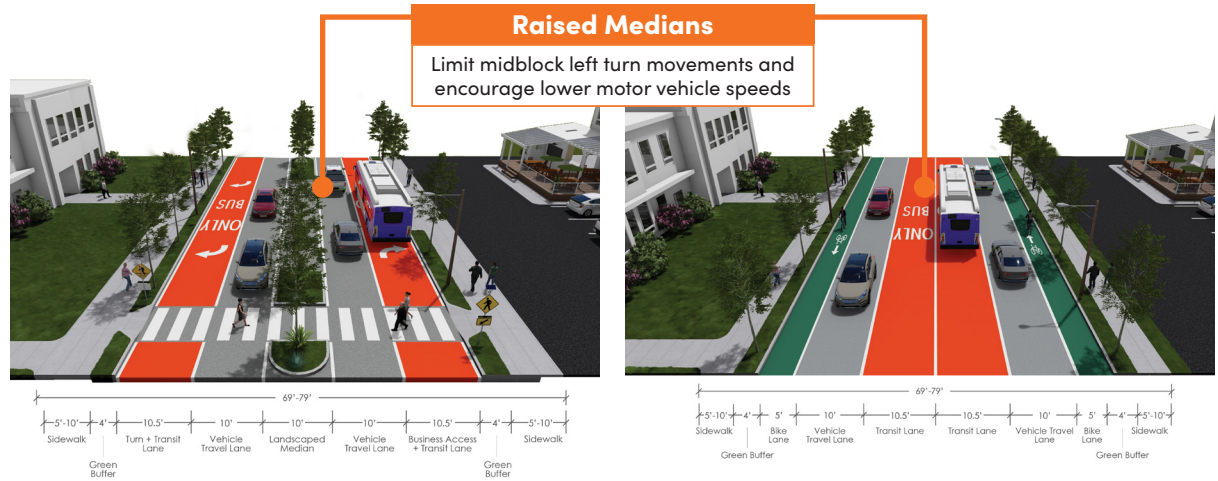 Raised Medians
Limit midblock left turn movements and
encourage lower motor vehicle speeds
BUS
ONLY
69'-79'
5'-10'
4'
10.5'
10'
10'
10'
10.5'
4'
5'-10'
Sidewalk
Turn + Transit
Lane
Vehicle
Travel Lane
Landscaped
Median
Vehicle
Travel Lane
Business Access
+ Transit Lane
Sidewalk
Green
Buffer
Green
Buffer
BUS
ONLY
69'-79'
5'-10'
4'
5'
10'
10.5'
10.5'
10'
5'
4'
5'-10'
Sidewalk
Bike
Lane
Vehicle
Travel Lane
Transit Lane
Transit Lane
Vehicle Travel
Lane
Bike
Lane
Sidewalk
Green Buffer
Green Buffer